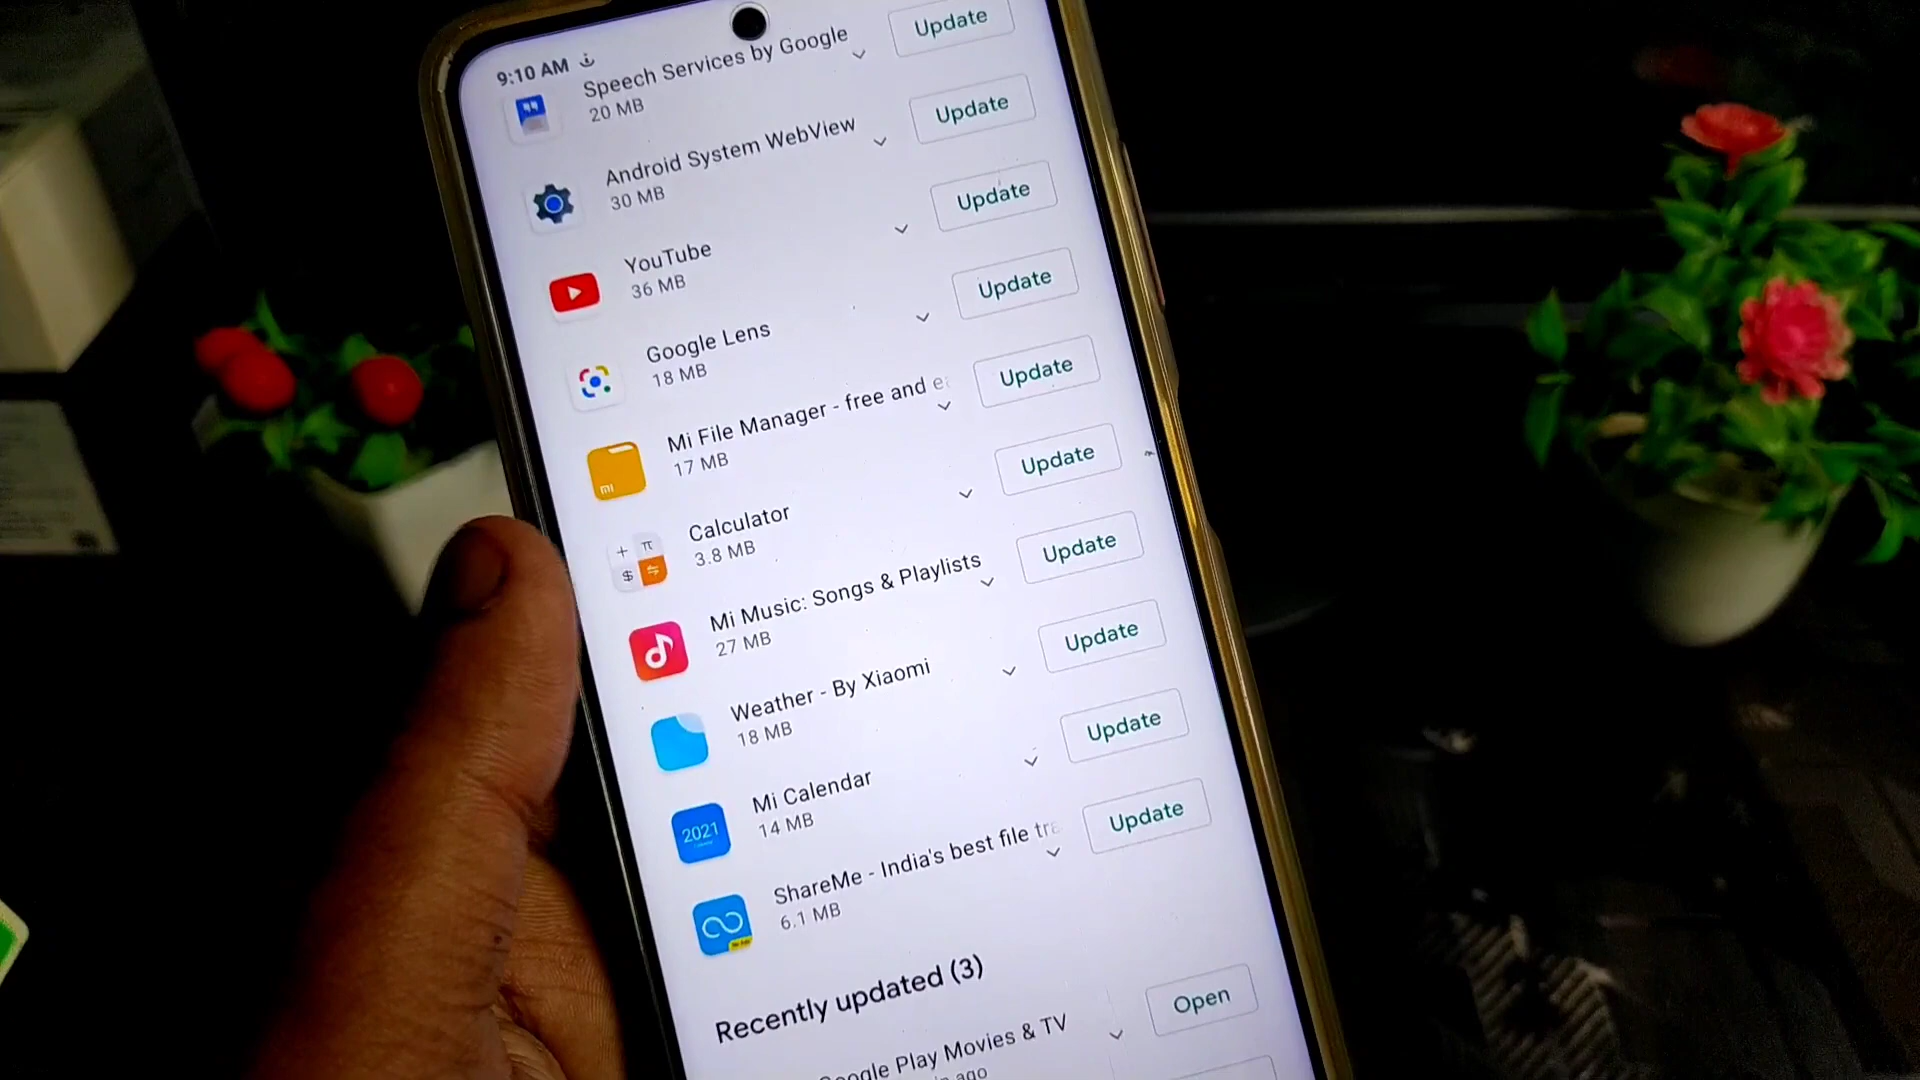 9:10 AM
Speech Services by Google
20 MB
Update
Android System WebView
30 MB
Update
YouTube
36 MB
Update
Google Lens
18 MB
Update
Mi File Manager - free and
17 MB
Update
+ π
$
Calculator
3.8 MB
Update
Mi Music: Songs & Playlists
27 MB
Update
Weather - By Xiaomi
18 MB
Update
2021
Mi Calendar
14 MB
Update
ShareMe - India's best file
6.1 MB
Update
Recently updated (3)
Google Play Movies & TV
ago
Open
mi